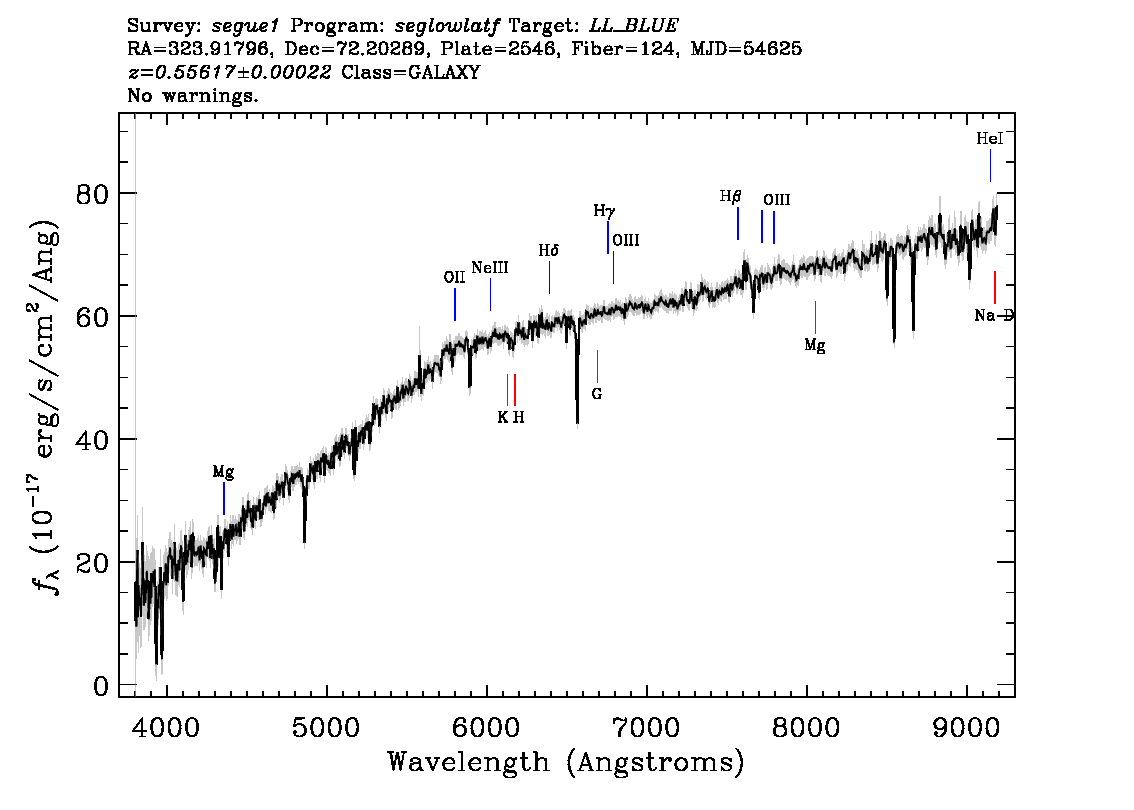 Survey: segue1 Program: seglowlatf Target: LL_BLUE
RA=323.91796, Dec=72.20289, Plate=2546, Fiber=124, MJD=54625
z=0.55617±0.00022 Class=GALAXY
No warnings.
HeI
Hβ OIII
Hγ
OIII
Hδ
NeIII
OII
Mg
Na D
Mg
G
K H
80
60
40
20
0
f_λ (10^−17 erg/s/cm^2/Ang)
4000 5000 6000 7000 8000 9000
Wavelength (Angstroms)